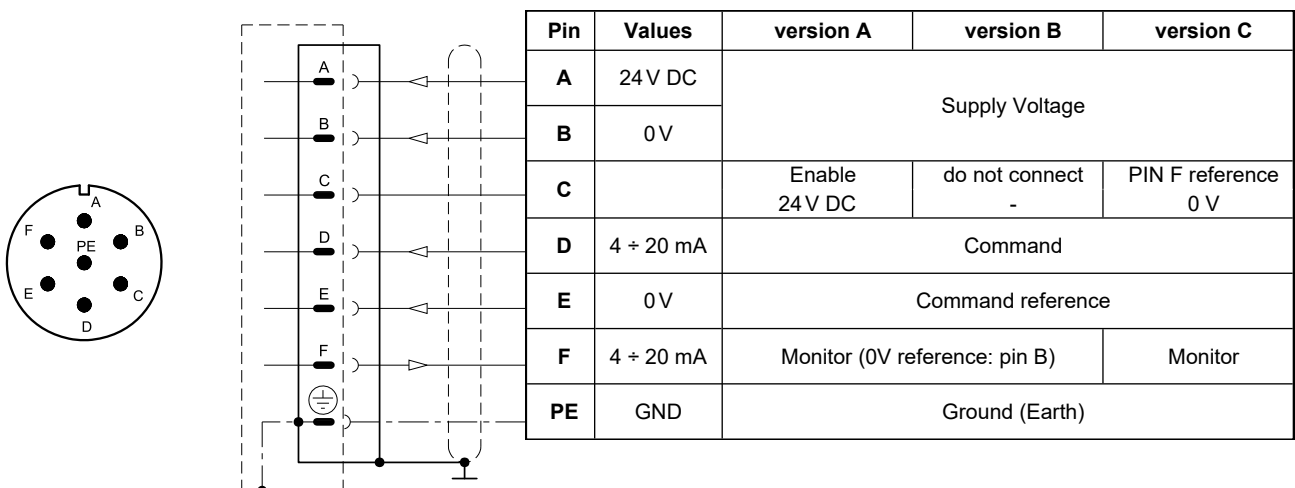 A
F
B
PE
E
C
D
A
B
C
D
E
F
Pin Values version A version B version C
A 24 V DC
Supply Voltage
B 0 V
C Enable do not connect PIN F reference
24 V DC - 0 V
D 4 ÷ 20 mA Command
E 0 V Command reference
F 4 ÷ 20 mA Monitor (0V reference: pin B) Monitor
PE GND Ground (Earth)